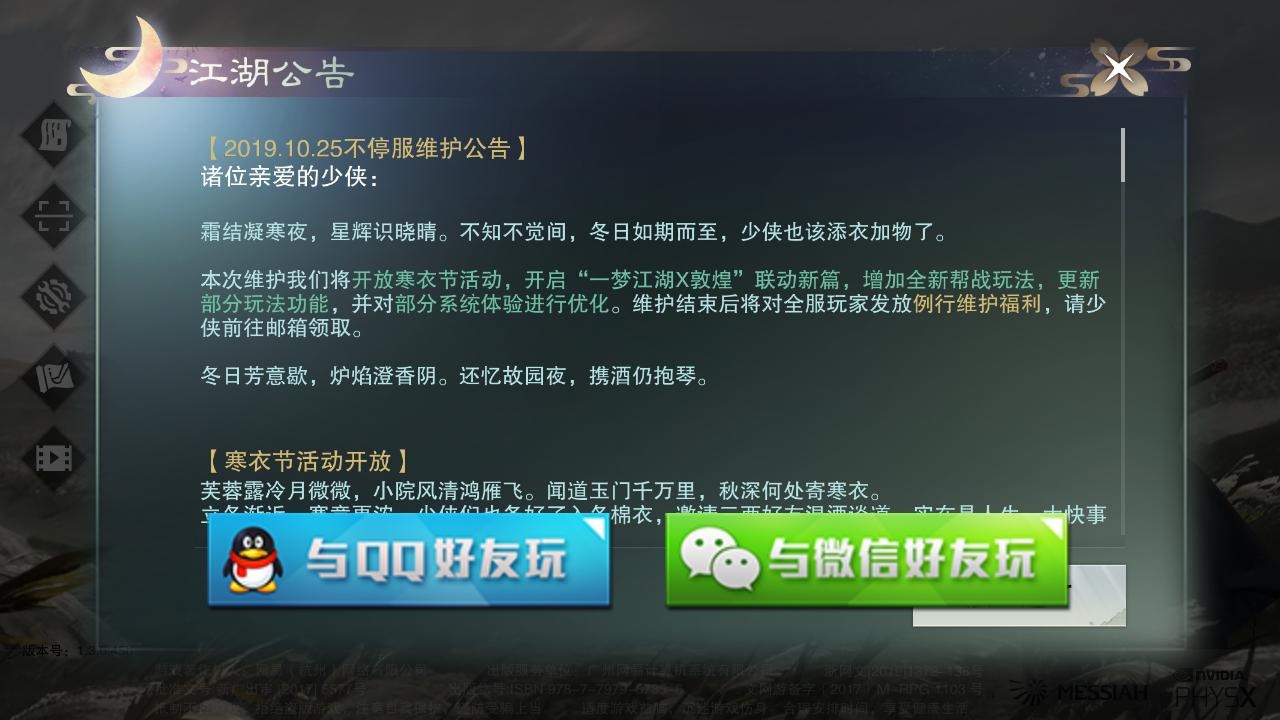 江湖公告
【2019.10.25不停服维护公告】
诸位亲爱的少侠：
霜结凝寒夜，星辉识晓晴。不知不觉间，冬日如期而至，少侠也该添衣加物了。
本次维护我们将开放寒衣节活动，开启“一梦江湖X敦煌”联动新篇，增加全新帮战玩法，更新
部分玩法功能，并对部分系统体验进行优化。维护结束后将对全服玩家发放例行维护福利，请少
侠前往邮箱领取。
冬日芳意歇，炉焰澄香阴。还忆故园夜，携酒仍抱琴。
【寒衣节活动开放】
芙蓉露冷月微微，小院风清鸿雁飞。闻道玉门千万里，秋深何处寄寒衣。
棉衣，
快事
与QQ好友玩
与微信好友玩
版本号：
MESSIAH
NVIDIA
PHYSX